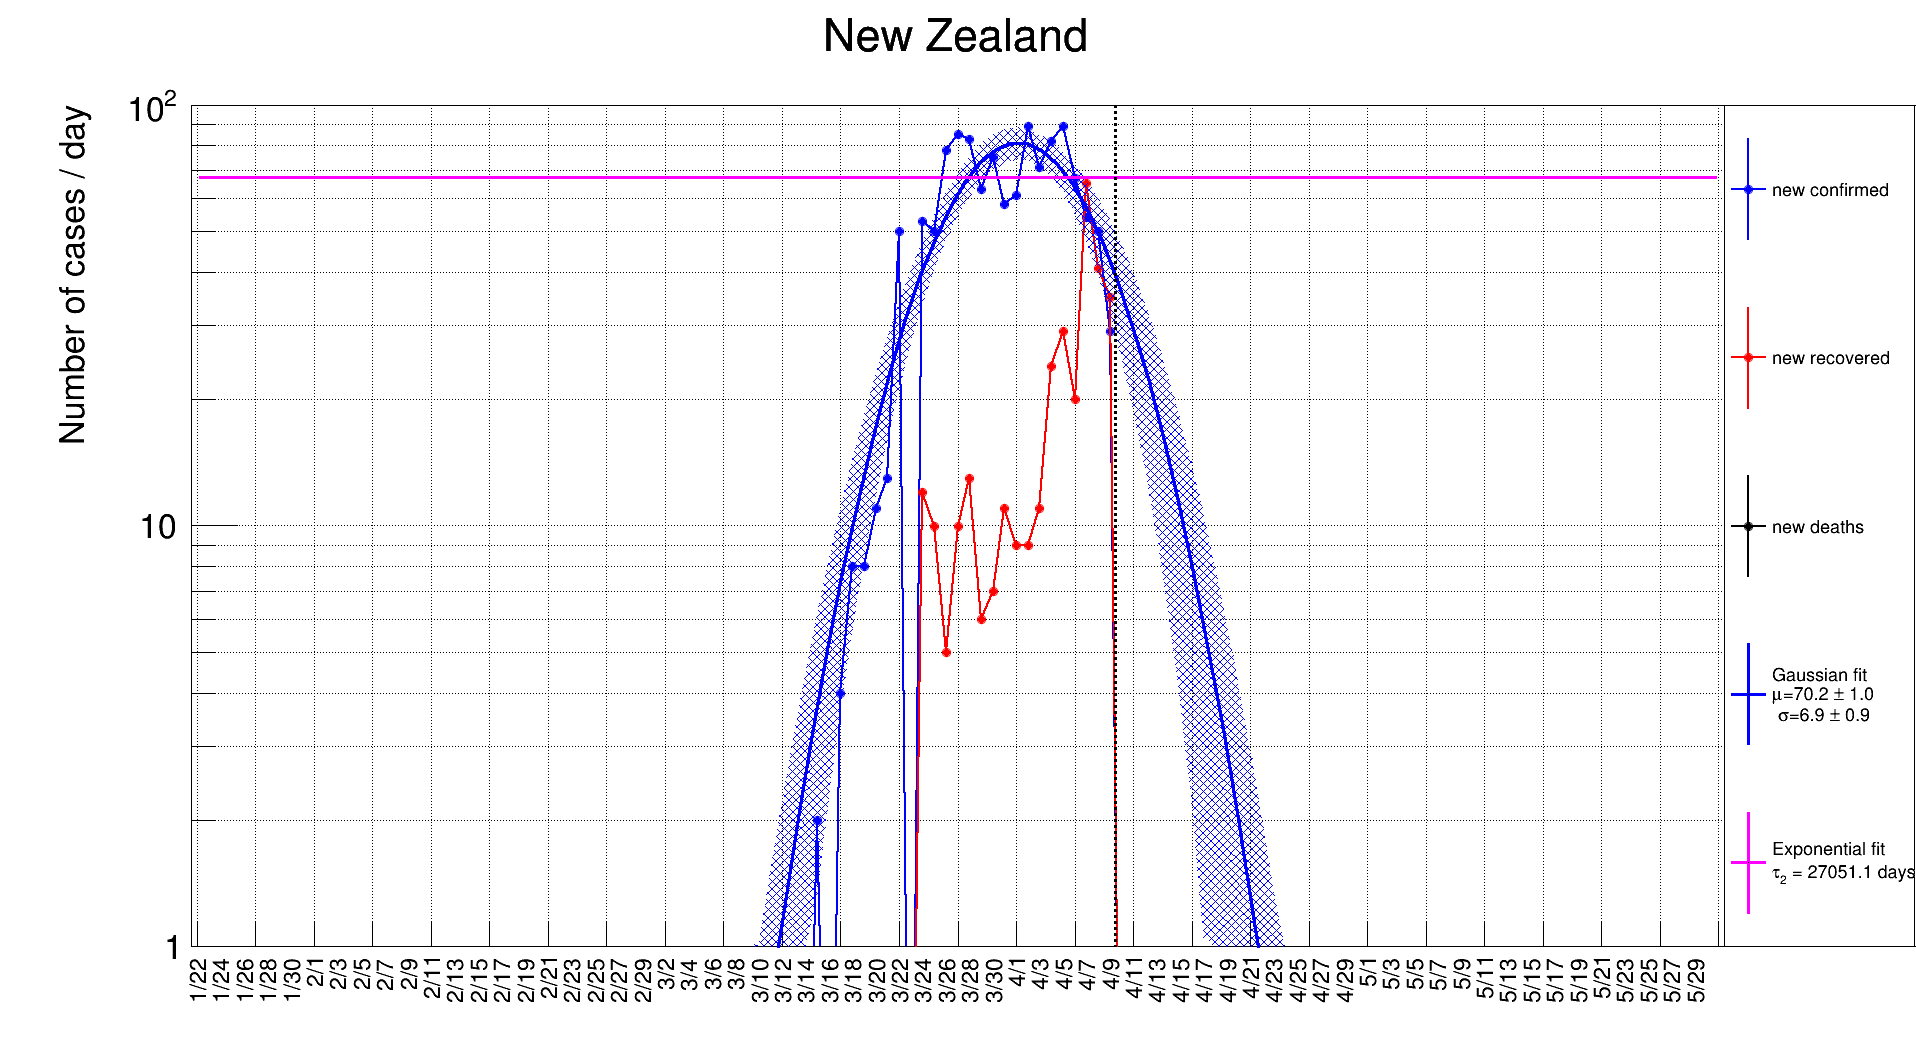 New Zealand
Number of cases / day
10²
10
1
1/22 1/24 1/26 1/28 1/30 2/1 2/3 2/5 2/7 2/9 2/11 2/13 2/15 2/17 2/19 2/21 2/23 2/25 2/27 2/29 3/2 3/4 3/6 3/8 3/10 3/12 3/14 3/16 3/18 3/20 3/22 3/24 3/26 3/28 3/30 4/1 4/3 4/5 4/7 4/9 4/11 4/13 4/15 4/17 4/19 4/21 4/23 4/25 4/27 4/29 5/1 5/3 5/5 5/7 5/9 5/11 5/13 5/15 5/17 5/19 5/21 5/23 5/25 5/27 5/29
new confirmed
new recovered
new deaths
Gaussian fit
μ=70.2 ± 1.0
σ=6.9 ± 0.9
Exponential fit
τ₂ = 27051.1 days